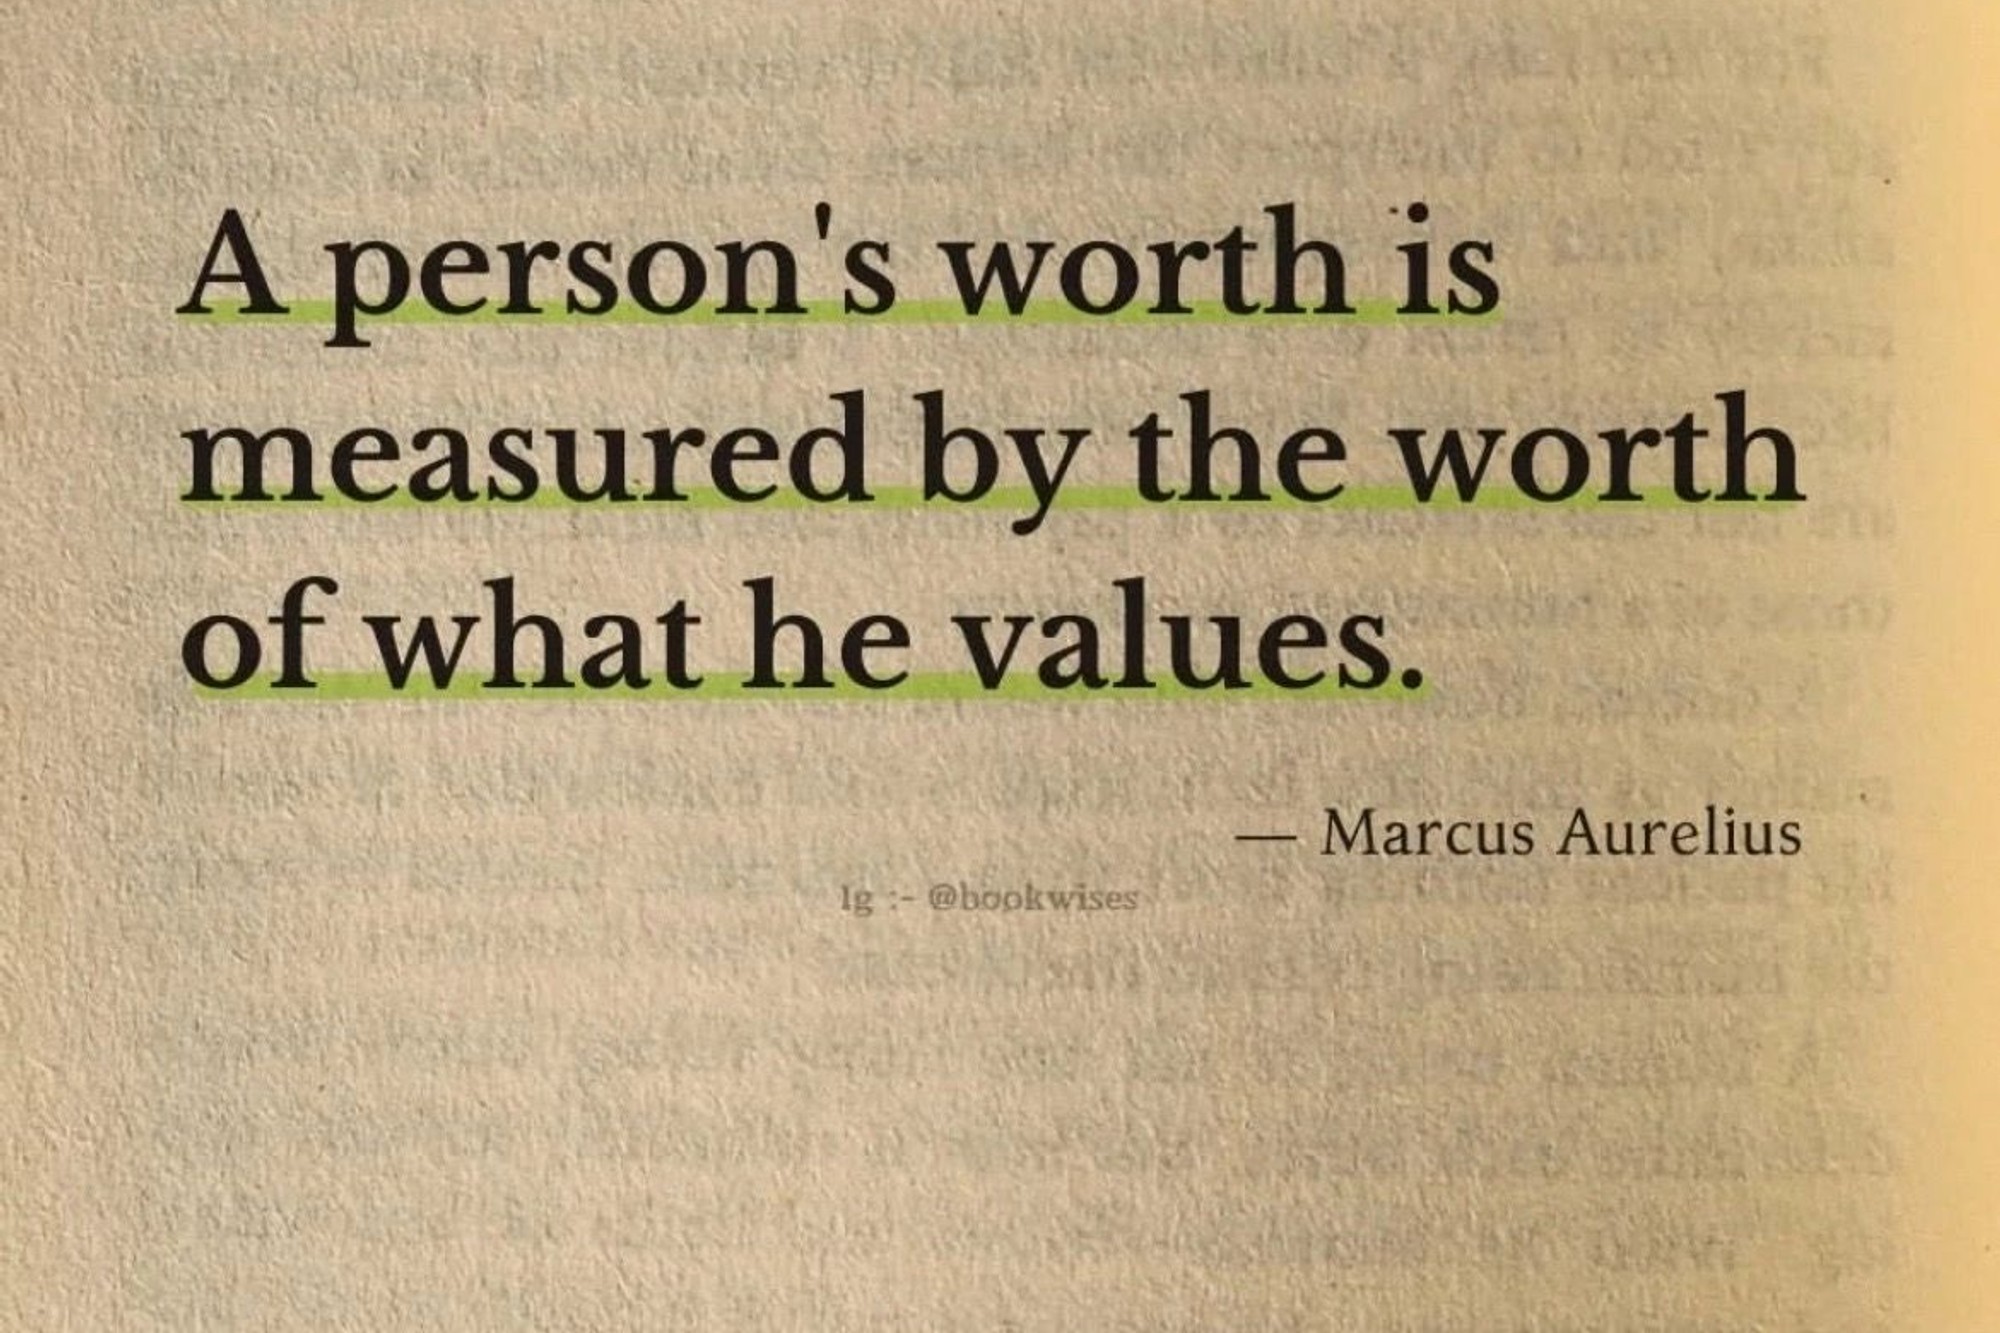 A person's worth is
measured by the worth
of what he values.
— Marcus Aurelius
Ig :- @bookwises